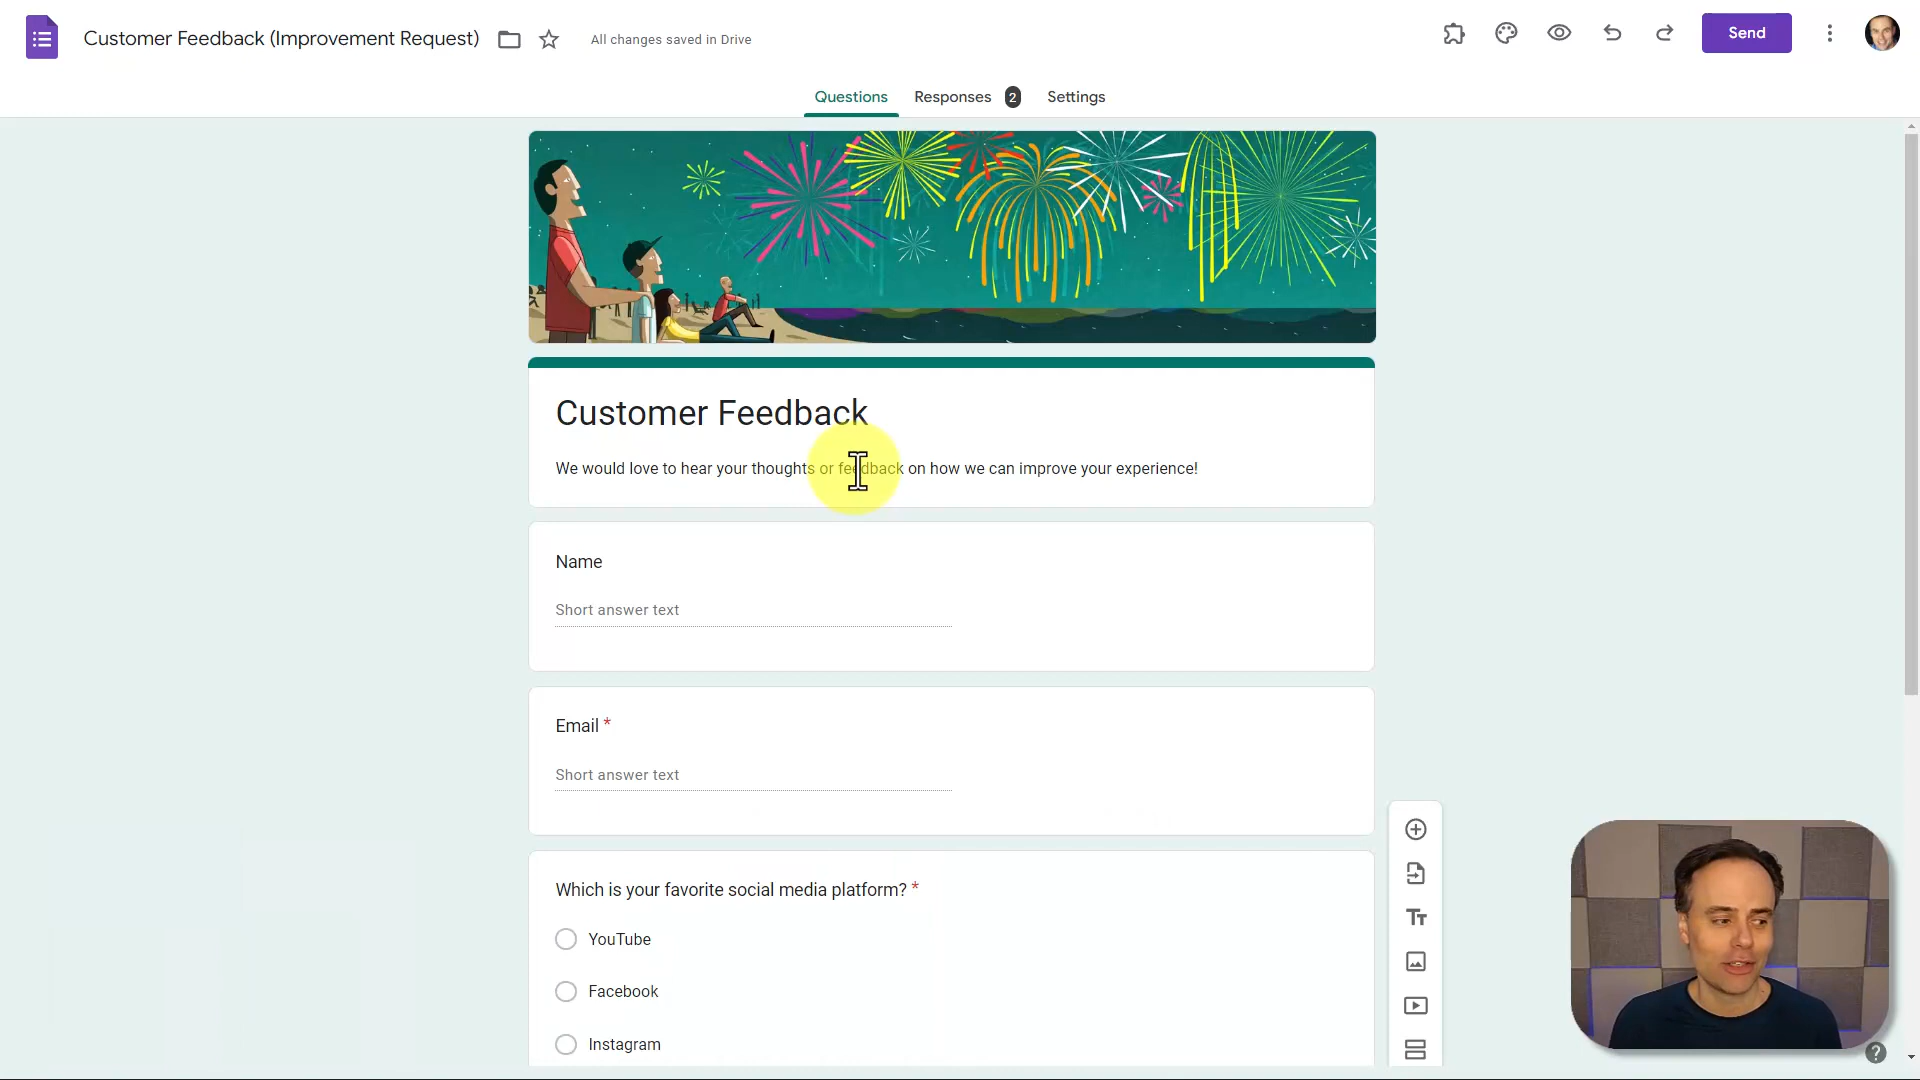 Customer Feedback (Improvement Request)
All changes saved in Drive
Send
Questions
Responses 2
Settings
Customer Feedback
We would love to hear your thoughts or feedback on how we can improve your experience!
Name
Short answer text
Email *
Short answer text
Which is your favorite social media platform? *
YouTube
Facebook
Instagram